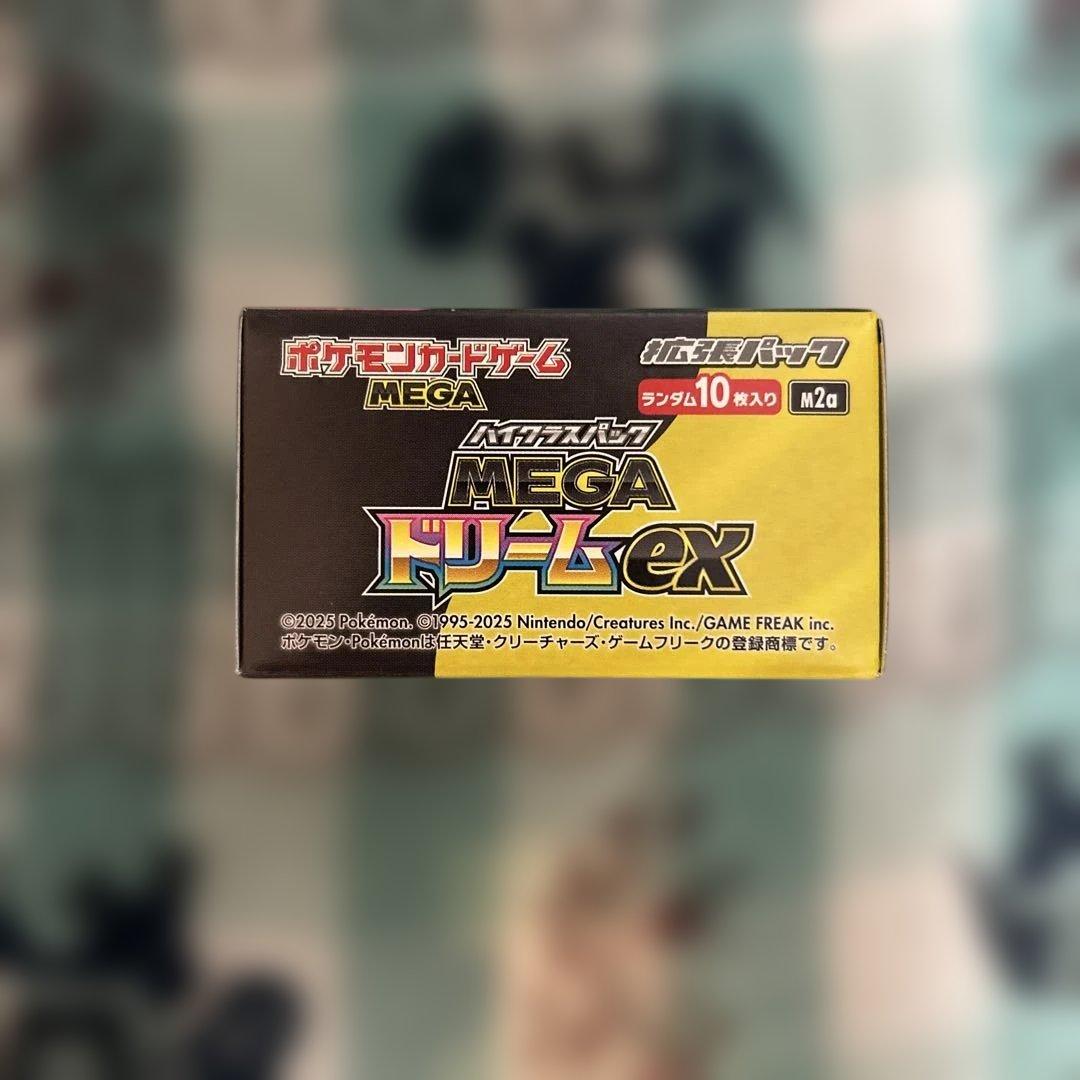 ポケモンカードゲーム
MEGA
拡張パック
ランダム10枚入り M2a
ハイクラスパック
MEGA
ドリームex
©2025 Pokémon. ©1995-2025 Nintendo/Creatures Inc./GAME FREAK inc.
ポケモン・Pokémonは任天堂・クリーチャーズ・ゲームフリークの登録商標です。